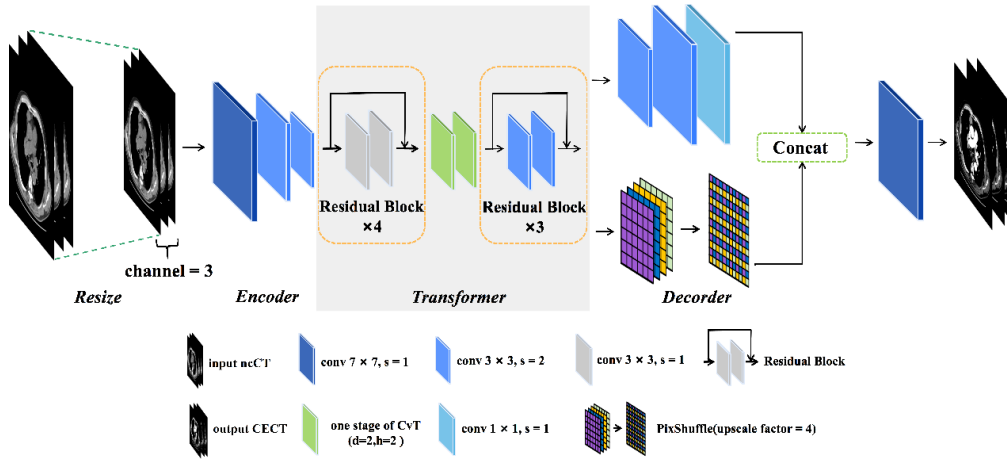 Concat
Residual Block
×4
Residual Block
×3
channel = 3
Resize
Encoder
Transformer
Decorder
input ncCT
conv 7 × 7, s = 1
conv 3 × 3, s = 2
conv 3 × 3, s = 1
Residual Block
output CECT
one stage of CvT
(d=2,h=2 )
conv 1 × 1, s = 1
PixShuffle(upscale factor = 4)